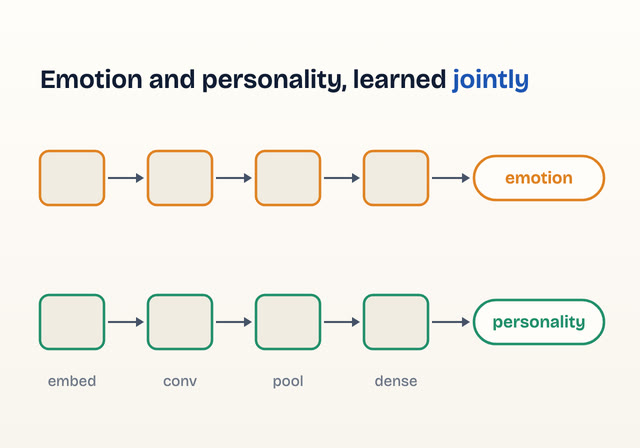 Emotion and personality, learned jointly
emotion
personality
embed
conv
pool
dense